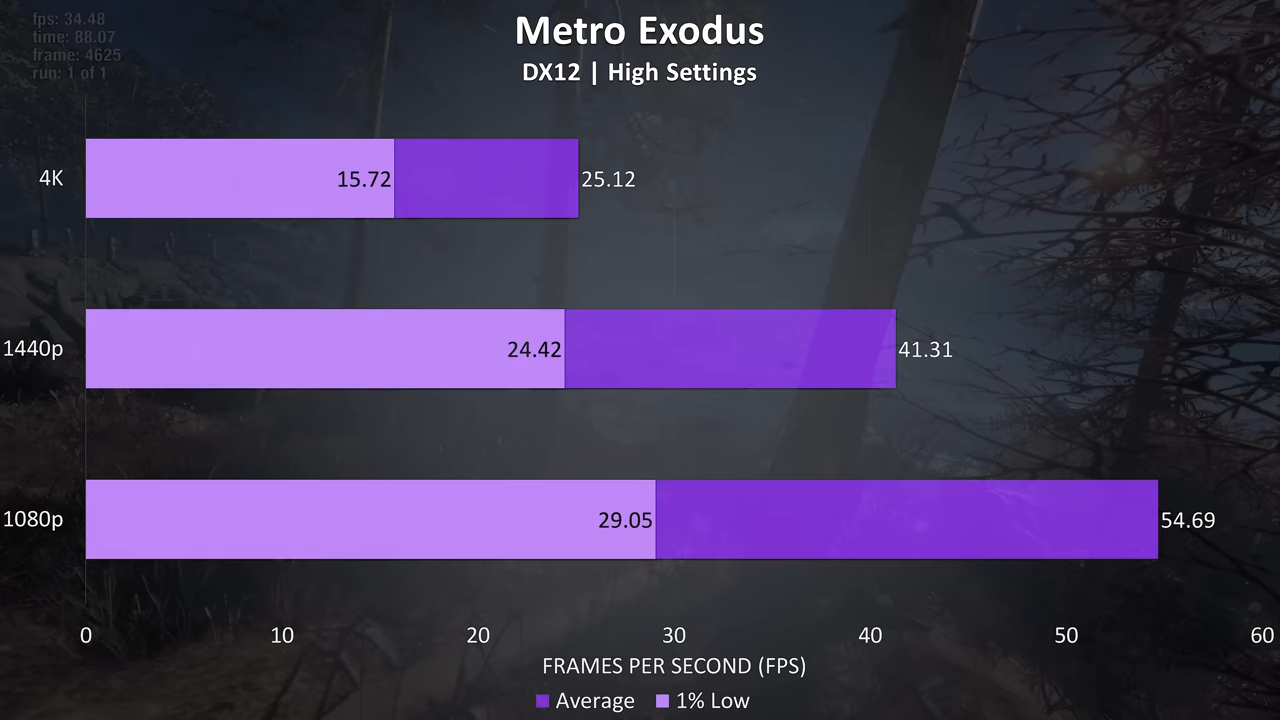 fps: 34.48
time: 88.07
frame: 4625
run: 1 of 1
Metro Exodus
DX12 | High Settings
4K
15.72
25.12
1440p
24.42
41.31
1080p
29.05
54.69
0 10 20 30 40 50 60
FRAMES PER SECOND (FPS)
Average 1% Low